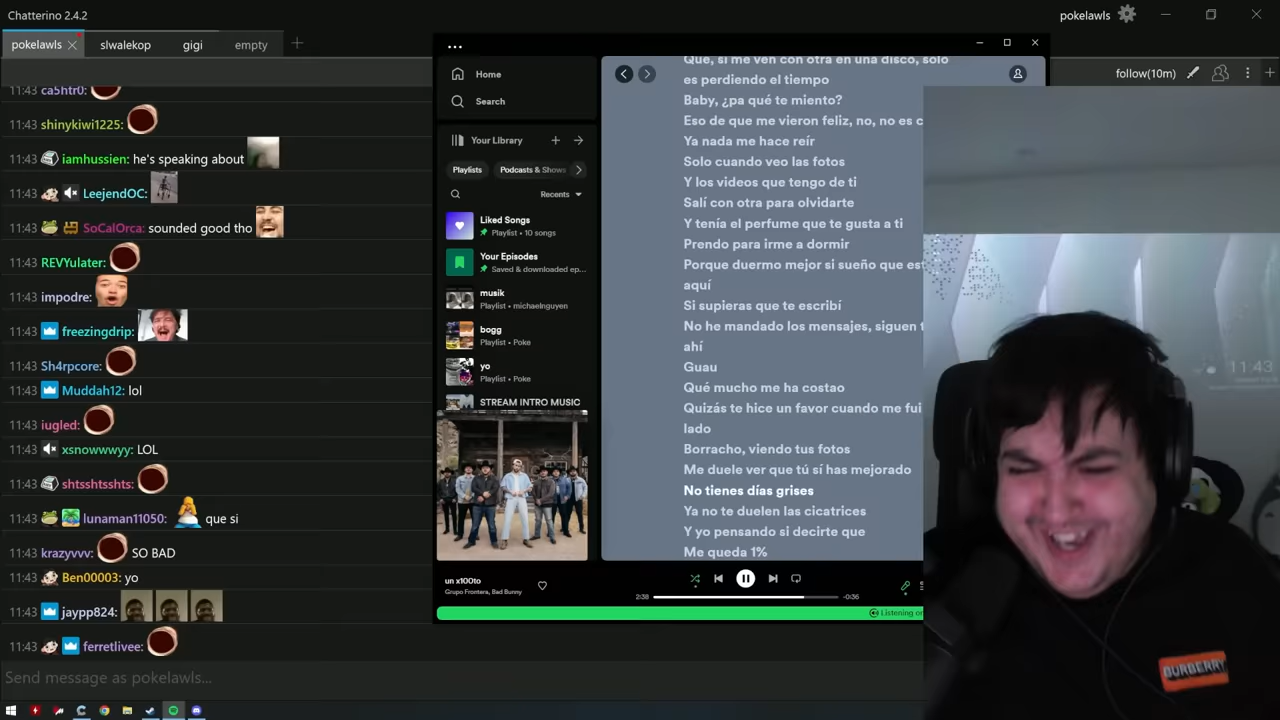 Chatterino 2.4.2
pokelawls
pokelawls
slwalekop
gigi
empty
follow(10m)
11:43 ca5htr0:
11:43 shinykiwi1225:
11:43 iamhussien: he's speaking about
11:43 LeejendOC:
11:43 SoCalOrca: sounded good tho
11:43 REVYulater:
11:43 impodre:
11:43 freezingdrip:
11:43 Sh4rpcore:
11:43 Muddah12: lol
11:43 iugled:
11:43 xsnowwwyy: LOL
11:43 shtsshtsshts:
11:43 lunaman11050: que si
11:43 krazyvvv: SO BAD
11:43 Ben00003: yo
11:43 jaypp824:
11:43 ferretlivee:
Send message as pokelawls...
Home
Search
Your Library
Playlists
Podcasts & Shows
Recents
Liked Songs
Playlist • 10 songs
Your Episodes
Saved & downloaded ep...
musik
Playlist • michaelnguyen
bogg
Playlist • Poke
yo
Playlist • Poke
STREAM INTRO MUSIC
Que, si me ven con otra en una disco, solo
es perdiendo el tiempo
Baby, ¿pa qué te miento?
Eso de que me vieron feliz, no, no es c
Ya nada me hace reír
Solo cuando veo las fotos
Y los videos que tengo de ti
Salí con otra para olvidarte
Y tenía el perfume que te gusta a ti
Prendo para irme a dormir
Porque duermo mejor si sueño que est
aquí
Si supieras que te escribí
No he mandado los mensajes, siguen
ahí
Guau
Qué mucho me ha costao
Quizás te hice un favor cuando me fui
lado
Borracho, viendo tus fotos
Me duele ver que tú sí has mejorado
No tienes días grises
Ya no te duelen las cicatrices
Y yo pensando si decirte que
Me queda 1%
un x100to
Grupo Frontera, Bad Bunny
2:38
-0:36
Listening on
11:43
BURBERRY